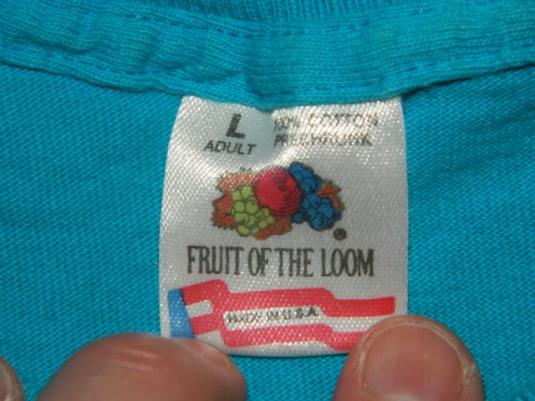 L 100% COTTON
ADULT PRESHRUNK
®
FRUIT OF THE LOOM
MADE IN U.S.A.